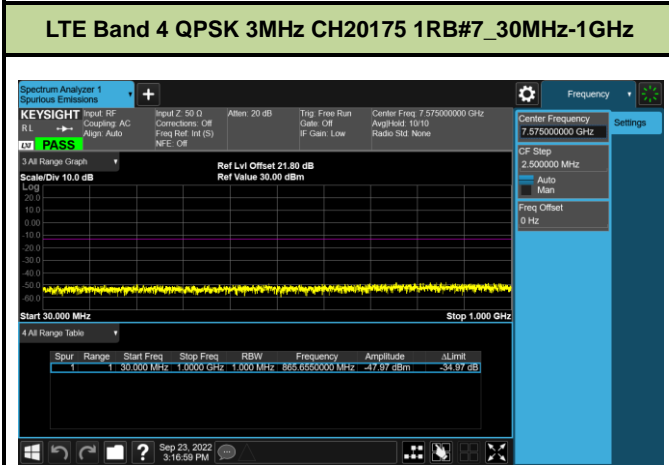 LTE Band 4 QPSK 3MHz CH20175 1RB#7_30MHz-1GHz
Spectrum Analyzer 1
Spurious Emissions
+
Frequency
KEYSIGHT
RL
LXI
PASS
Input: RF
Coupling: AC
Align: Auto
Input Z: 50 Ω
Corrections: Off
Freq Ref: Int (S)
NFE: Off
Atten: 20 dB
Trig: Free Run
Gate: Off
IF Gain: Low
Center Freq: 7.575000000 GHz
Avg|Hold: 10/10
Radio Std: None
Center Frequency
7.575000000 GHz
Settings
CF Step
2.500000 MHz
Auto
Man
Freq Offset
0 Hz
3 All Range Graph
Scale/Div 10.0 dB
Ref Lvl Offset 21.80 dB
Ref Value 30.00 dBm
Log
20.0
10.0
0.00
-10.0
-20.0
-30.0
-40.0
-50.0
-60.0
Start 30.000 MHz
Stop 1.000 GHz
4 All Range Table
Spur Range Start Freq Stop Freq RBW Frequency Amplitude ΔLimit
1 1 30.000 MHz 1.0000 GHz 1.000 MHz 865.6550000 MHz -47.97 dBm -34.97 dB
?
Sep 23, 2022
3:16:59 PM